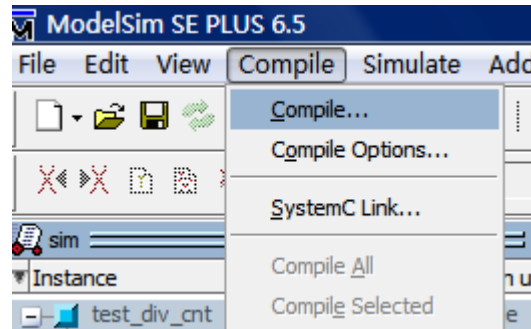 ModelSim SE PLUS 6.5
File Edit View Compile Simulate Add
Compile...
Compile Options...
SystemC Link...
sim
Instance
Compile All
test_div_cnt
Compile Selected